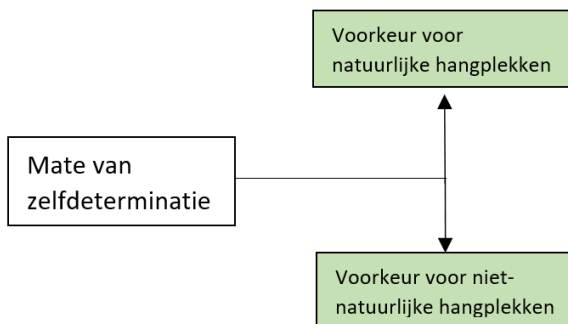 Voorkeur voor
natuurlijke hangplekken
Mate van
zelfdeterminatie
Voorkeur voor niet-
natuurlijke hangplekken